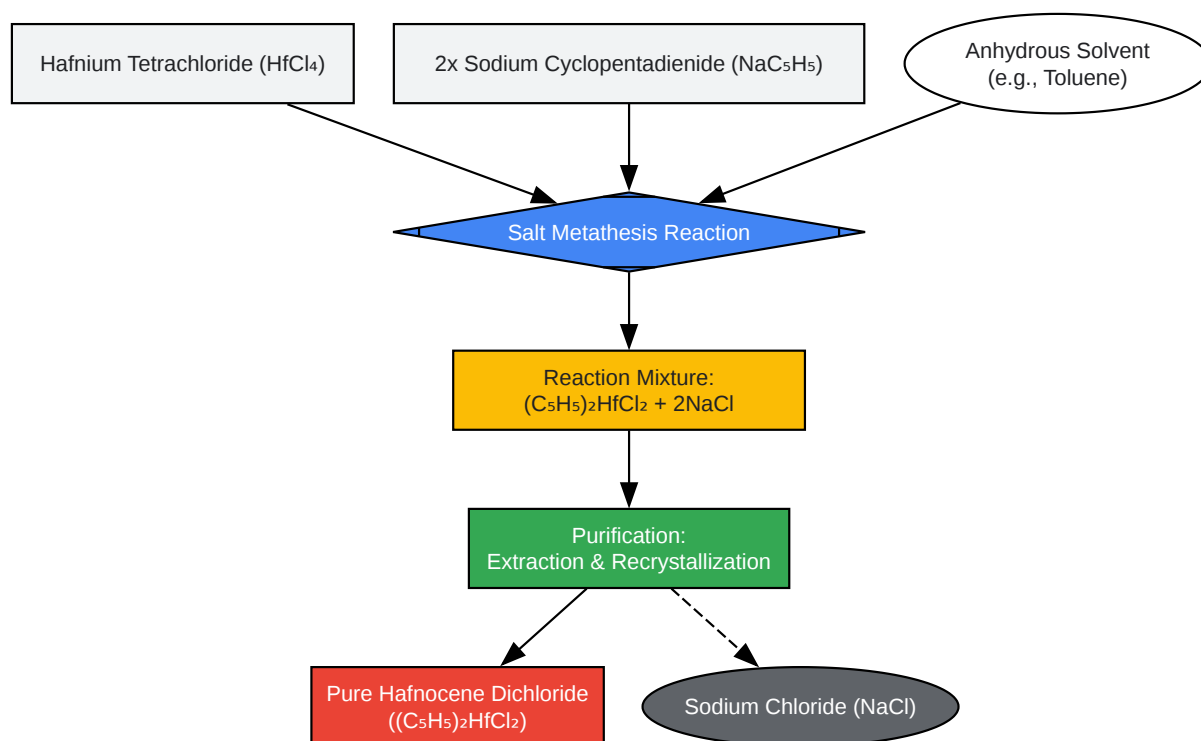 Hafnium Tetrachloride (HfCl₄)
2x Sodium Cyclopentadienide (NaC₅H₅)
Anhydrous Solvent
(e.g., Toluene)
Salt Metathesis Reaction
Reaction Mixture:
(C₅H₅)₂HfCl₂ + 2NaCl
Purification:
Extraction & Recrystallization
Pure Hafnocene Dichloride
((C₅H₅)₂HfCl₂)
Sodium Chloride (NaCl)